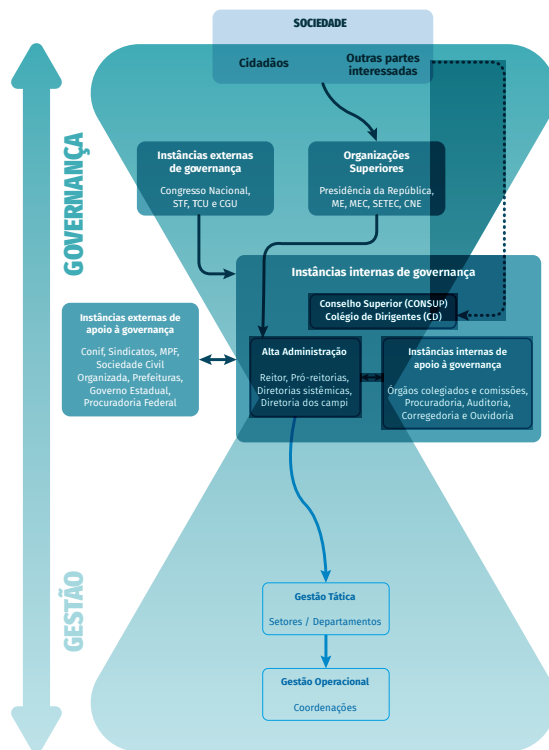 SOCIEDADE
Cidadãos
Outras partes
interessadas
GOVERNANÇA
Instâncias externas
de governança
Congresso Nacional,
STF, TCU e CGU
Organizações
Superiores
Presidência da República,
ME, MEC, SETEC, CNE
Instâncias internas de governança
Conselho Superior (CONSUP)
Colégio de Dirigentes (CD)
Instâncias externas de
apoio à governança
Conif, Sindicatos, MPF,
Sociedade Civil
Organizada, Prefeituras,
Governo Estadual,
Procuradoria Federal
Alta Administração
Reitor, Pró-reitorias,
Diretorias sistêmicas,
Diretoria dos campi
Instâncias internas de
apoio à governança
Órgãos colegiados e comissões,
Procuradoria, Auditoria,
Corregedoria e Ouvidoria
GESTÃO
Gestão Tática
Setores / Departamentos
Gestão Operacional
Coordenações